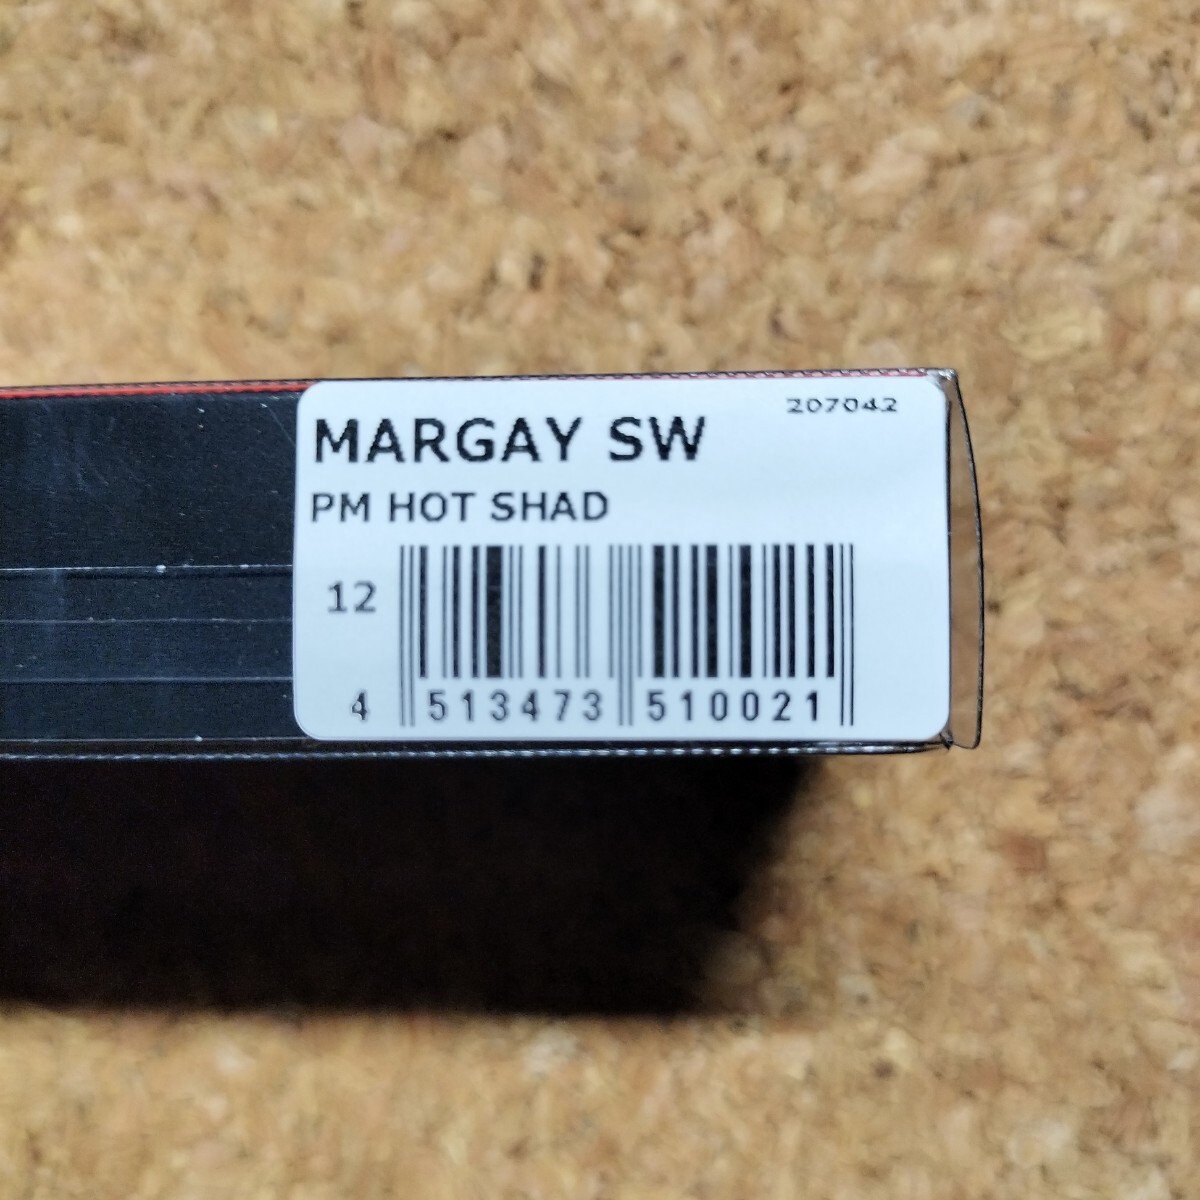 207042
MARGAY SW
PM HOT SHAD
12
4 513473 510021